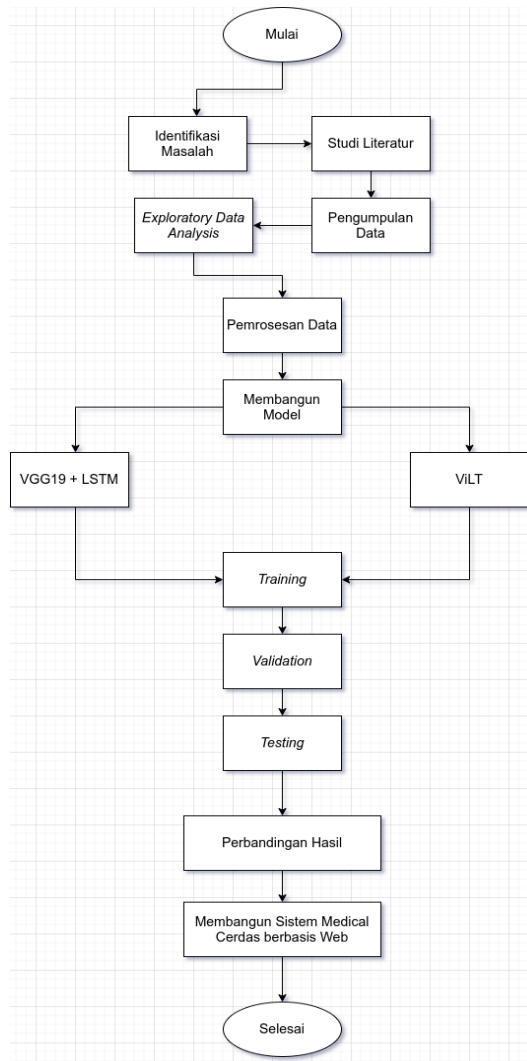 Mulai
Identifikasi
Masalah
Studi Literatur
Pengumpulan
Data
Exploratory Data
Analysis
Pemrosesan Data
Membangun
Model
VGG19 + LSTM
ViLT
Training
Validation
Testing
Perbandingan Hasil
Membangun Sistem Medical
Cerdas berbasis Web
Selesai